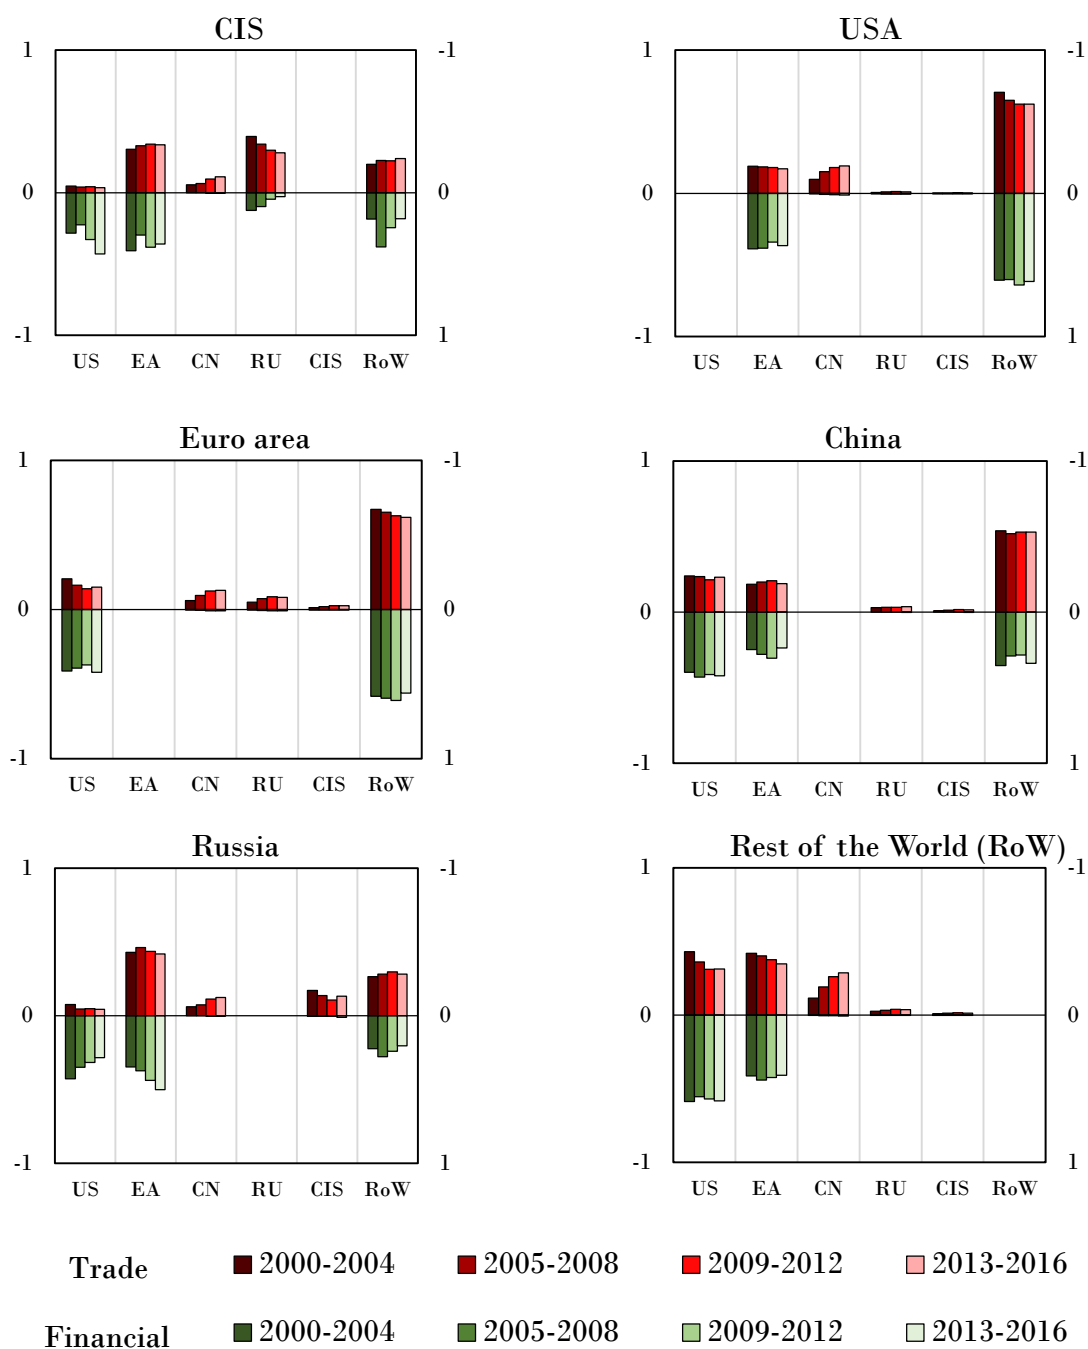 CIS
USA
1
-1
1
-1
0
0
0
0
-1
1
-1
1
US EA CN RU CIS RoW
US EA CN RU CIS RoW
Euro area
China
1
-1
1
-1
0
0
0
0
-1
1
-1
1
US EA CN RU CIS RoW
US EA CN RU CIS RoW
Russia
Rest of the World (RoW)
1
-1
1
-1
0
0
0
0
-1
1
-1
1
US EA CN RU CIS RoW
US EA CN RU CIS RoW
Trade 2000-2004 2005-2008 2009-2012 2013-2016
Financial 2000-2004 2005-2008 2009-2012 2013-2016